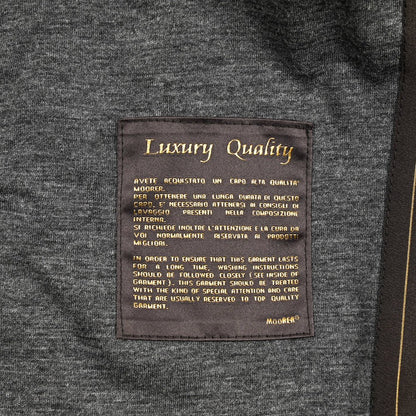 Luxury Quality
AVETE ACQUISTATO UN CAPO ALTA QUALITA'
MOORER.
PER OTTENERE UNA LUNGA DURATA DI QUESTO
CAPO, E' NECESSARIO ATTENERSI AI CONSIGLI DI
LAVAGGIO PRESENTI NELLA COMPOSIZIONE
INTERNA.
SI RICHIEDE INOLTRE L'ATTENZIONE E LA CURA DA
VOI NORMALMENTE RISERVATA AI PRODOTTI
MIGLIORI.
IN ORDER TO ENSURE THAT THIS GARMENT LASTS
FOR A LONG TIME, WASHING INSTRUCTIONS
SHOULD BE FOLLOWED CLOSELY (SEE INSIDE OF
GARMENT), THIS GARMENT SHOULD BE TREATED
WITH THE KIND OF SPECIAL ATTENTION AND CARE
THAT ARE USUALLY RESERVED TO TOP QUALITY
GARMENT.
MOORER®